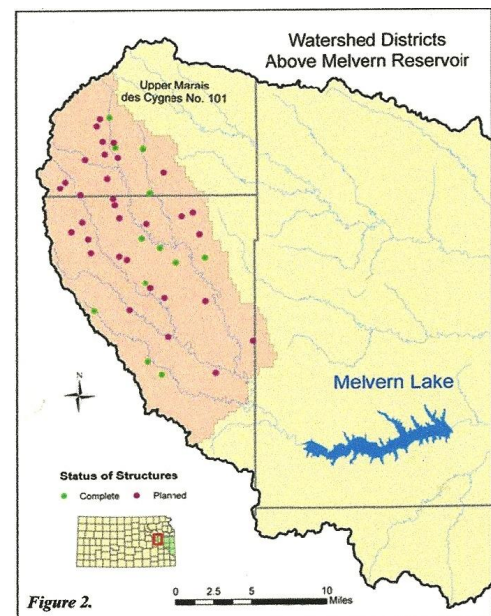 Watershed Districts
Above Melvern Reservoir
Upper Marais
des Cygnes No. 101
Melvern Lake
N
Status of Structures
Complete Planned
Figure 2.
0 2.5 5 10
Miles